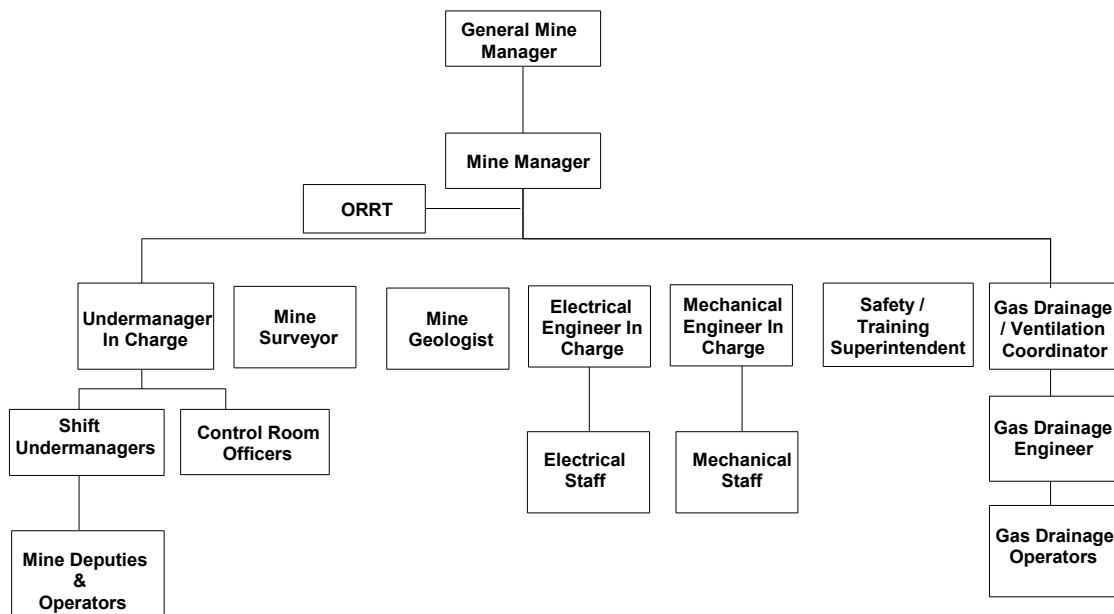 General Mine
Manager
Mine Manager
ORRT
Undermanager
In Charge
Mine
Surveyor
Mine
Geologist
Electrical
Engineer In
Charge
Mechanical
Engineer In
Charge
Safety /
Training
Superintendent
Gas Drainage
/ Ventilation
Coordinator
Shift
Undermanagers
Control Room
Officers
Electrical
Staff
Mechanical
Staff
Gas Drainage
Engineer
Mine Deputies
&
Operators
Gas Drainage
Operators